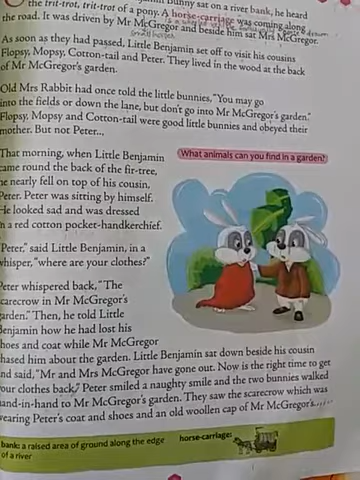 Bunny sat on a river bank, he heard
the trit-trot, trit-trot of a pony. A horse-carriage was coming along
the road. It was driven by Mr McGregor and beside him sat Mrs McGregor.
As soon as they had passed, Little Benjamin set off to visit his cousins
Flopsy, Mopsy, Cotton-tail and Peter. They lived in the wood at the back
of Mr McGregor's garden.
Old Mrs Rabbit had once told the little bunnies, "You may go
into the fields or down the lane, but don't go into Mr McGregor's garden."
Flopsy, Mopsy and Cotton-tail were good little bunnies and obeyed their
mother. But not Peter...
That morning, when Little Benjamin
came round the back of the fir-tree,
he nearly fell on top of his cousin,
Peter. Peter was sitting by himself.
He looked sad and was dressed
in a red cotton pocket-handkerchief.
"Peter," said Little Benjamin, in a
whisper, "where are your clothes?"
Peter whispered back, "The
scarecrow in Mr McGregor's
garden." Then, he told Little
Benjamin how he had lost his
shoes and coat while Mr McGregor
What animals can you find in a garden?
chased him about the garden. Little Benjamin sat down beside his cousin
and said, "Mr and Mrs McGregor have gone out. Now is the right time to get
your clothes back." Peter smiled a naughty smile and the two bunnies walked
hand-in-hand to Mr McGregor's garden. They saw the scarecrow which was
wearing Peter's coat and shoes and an old woollen cap of Mr McGregor's.....
bank: a raised area of ground along the edge
of a river
horse-carriage: